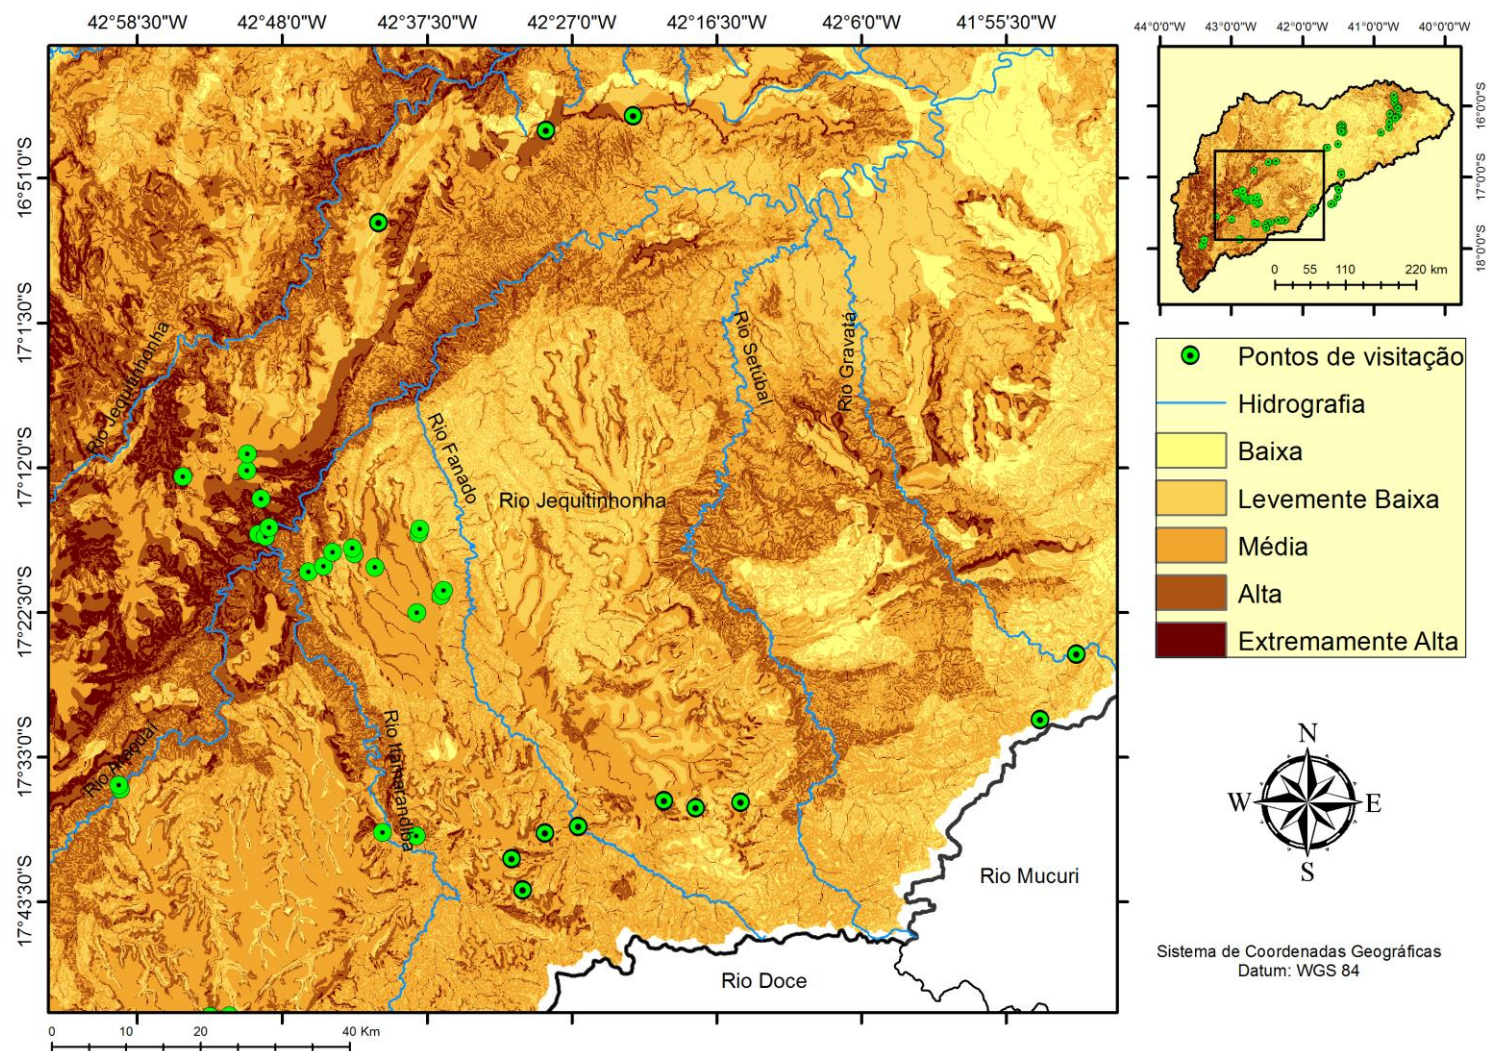 42°58'30"W 42°48'0"W 42°37'30"W 42°27'0"W 42°16'30"W 42°6'0"W 41°55'30"W
16°51'0"S
17°1'30"S
17°12'0"S
17°22'30"S
17°33'0"S
17°43'30"S
Rio Jequitinhonha
Rio Fanado
Rio Jequitinhonha
Rio Setúbal
Rio Gravatá
Rio Araçuaí
Rio Itamarandiba
Rio Mucuri
Rio Doce
0 10 20 40 Km
44°0'0"W 43°0'0"W 42°0'0"W 41°0'0"W 40°0'0"W
16°0'0"S
17°0'0"S
18°0'0"S
0 55 110 220 km
Pontos de visitação
Hidrografia
Baixa
Levemente Baixa
Média
Alta
Extremamente Alta
N
W E
S
Sistema de Coordenadas Geográficas
Datum: WGS 84